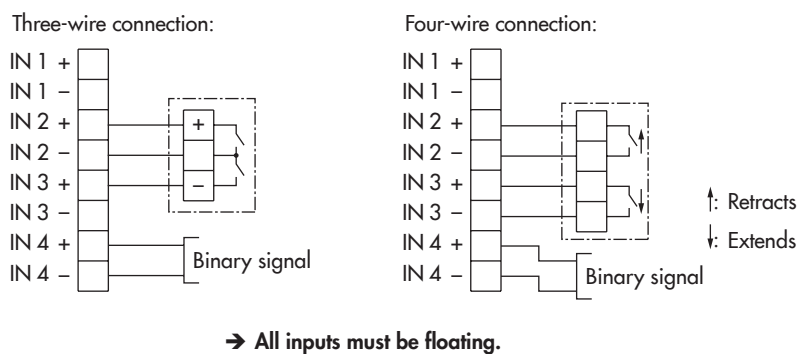 Three-wire connection:
IN 1 +
IN 1 –
IN 2 +
IN 2 –
IN 3 +
IN 3 –
IN 4 +
IN 4 –
+
–
Binary signal
Four-wire connection:
IN 1 +
IN 1 –
IN 2 +
IN 2 –
IN 3 +
IN 3 –
IN 4 +
IN 4 –
Binary signal
↑: Retracts
↓: Extends
➔ All inputs must be floating.